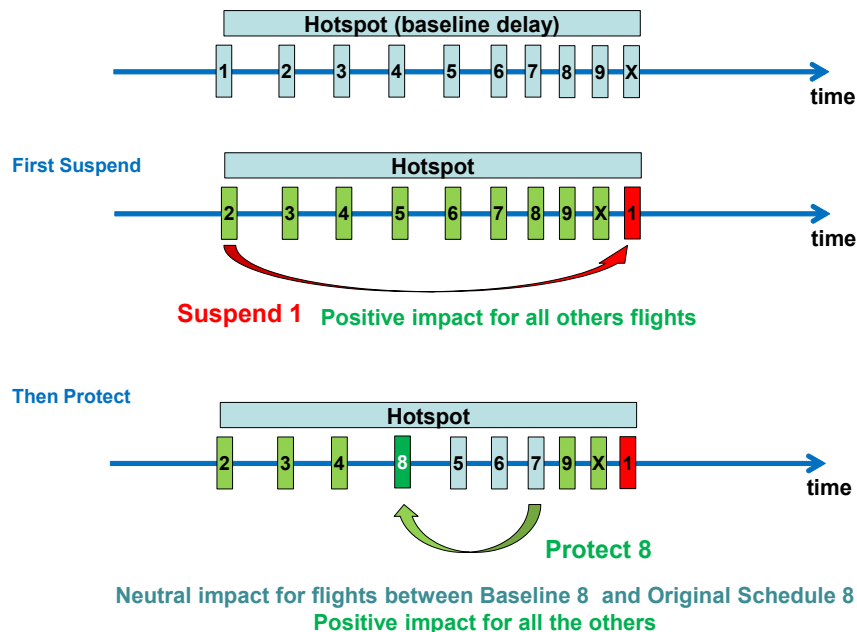 Hotspot (baseline delay)
1 2 3 4 5 6 7 8 9 X
time
First Suspend
Hotspot
2 3 4 5 6 7 8 9 X 1
time
Suspend 1 Positive impact for all others flights
Then Protect
Hotspot
2 3 4 8 5 6 7 9 X 1
time
Protect 8
Neutral impact for flights between Baseline 8 and Original Schedule 8
Positive impact for all the others